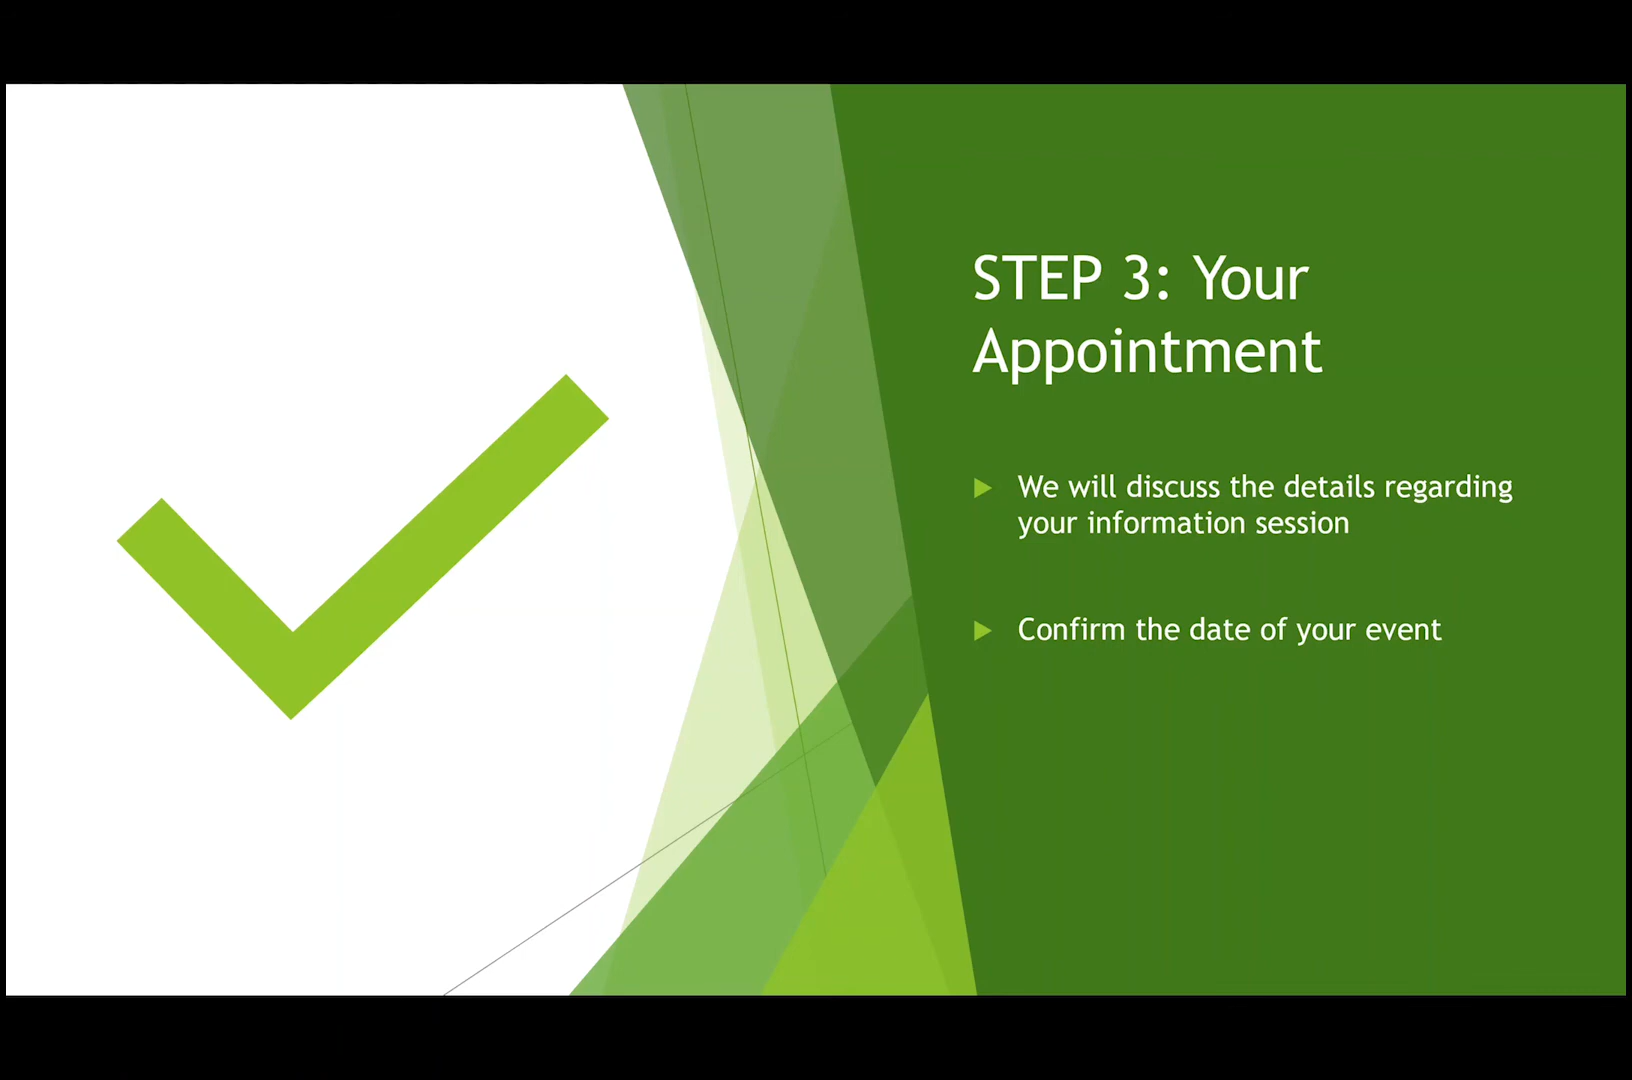 STEP 3: Your
Appointment
We will discuss the details regarding
your information session
Confirm the date of your event